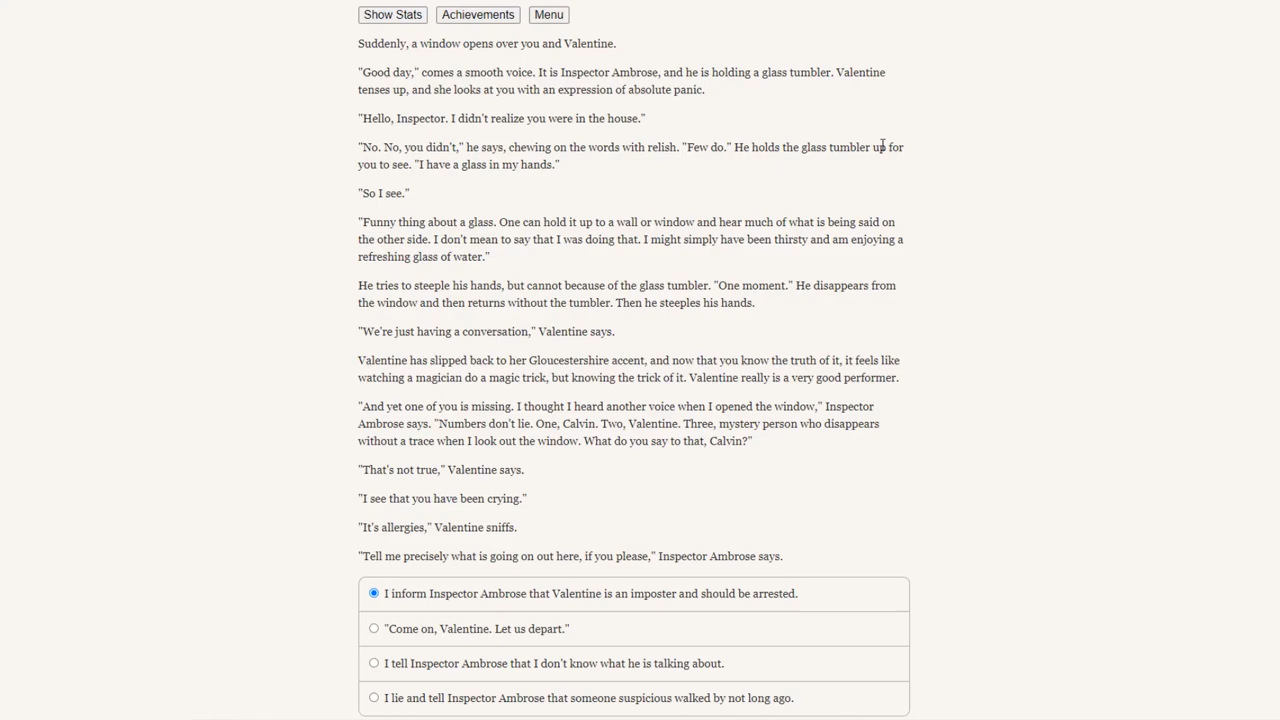 Show Stats Achievements Menu
Suddenly, a window opens over you and Valentine.
"Good day," comes a smooth voice. It is Inspector Ambrose, and he is holding a glass tumbler. Valentine
tenses up, and she looks at you with an expression of absolute panic.
"Hello, Inspector. I didn't realize you were in the house."
"No. No, you didn't," he says, chewing on the words with relish. "Few do." He holds the glass tumbler up for
you to see. "I have a glass in my hands."
"So I see."
"Funny thing about a glass. One can hold it up to a wall or window and hear much of what is being said on
the other side. I don't mean to say that I was doing that. I might simply have been thirsty and am enjoying a
refreshing glass of water."
He tries to steeple his hands, but cannot because of the glass tumbler. "One moment." He disappears from
the window and then returns without the tumbler. Then he steeples his hands.
"We're just having a conversation," Valentine says.
Valentine has slipped back to her Gloucestershire accent, and now that you know the truth of it, it feels like
watching a magician do a magic trick, but knowing the trick of it. Valentine really is a very good performer.
"And yet one of you is missing. I thought I heard another voice when I opened the window," Inspector
Ambrose says. "Numbers don't lie. One, Calvin. Two, Valentine. Three, mystery person who disappears
without a trace when I look out the window. What do you say to that, Calvin?"
"That's not true," Valentine says.
"I see that you have been crying."
"It's allergies," Valentine sniffs.
"Tell me precisely what is going on out here, if you please," Inspector Ambrose says.
I inform Inspector Ambrose that Valentine is an imposter and should be arrested.
"Come on, Valentine. Let us depart."
I tell Inspector Ambrose that I don't know what he is talking about.
I lie and tell Inspector Ambrose that someone suspicious walked by not long ago.